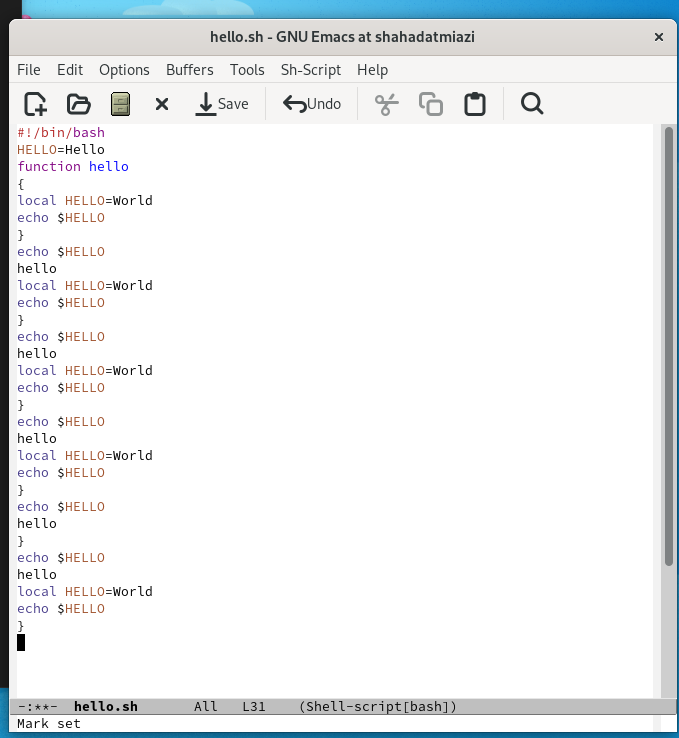 hello.sh - GNU Emacs at shahadatmiazi
×
File Edit Options Buffers Tools Sh-Script Help
Save Undo
#!/bin/bash
HELLO=Hello
function hello
{
local HELLO=World
echo $HELLO
}
echo $HELLO
hello
local HELLO=World
echo $HELLO
}
echo $HELLO
hello
local HELLO=World
echo $HELLO
}
echo $HELLO
hello
local HELLO=World
echo $HELLO
}
echo $HELLO
hello
}
echo $HELLO
hello
local HELLO=World
echo $HELLO
}
-:**- hello.sh All L31 (Shell-script[bash])
Mark set